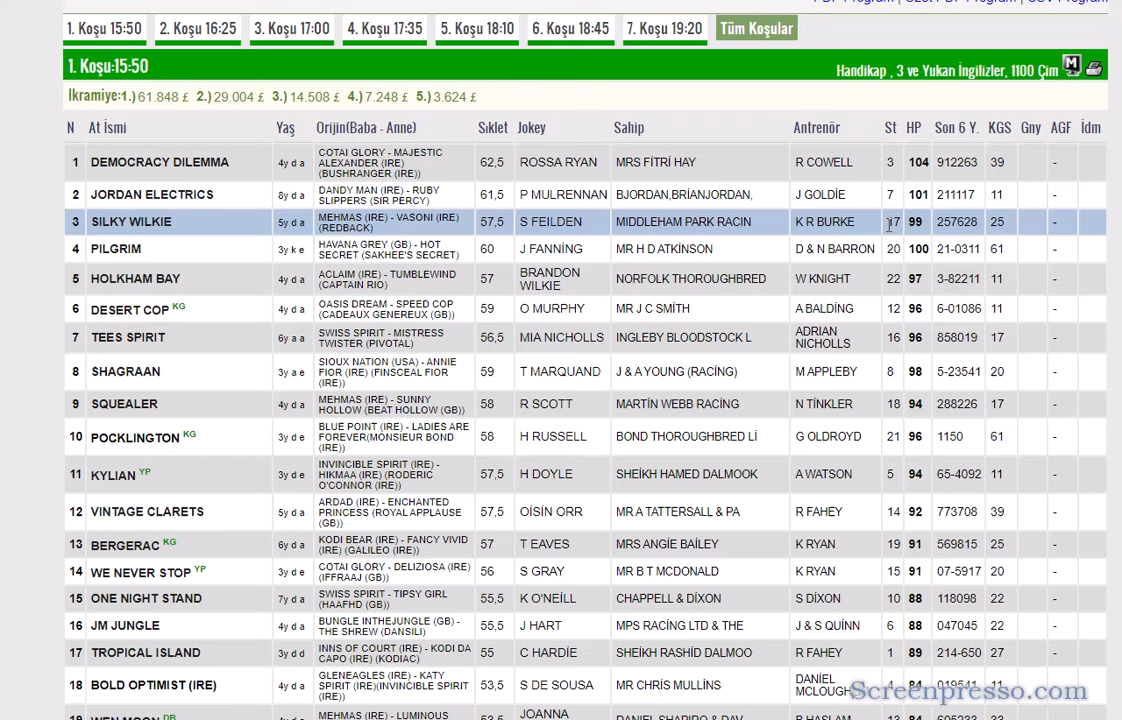 1. Koşu 15:50 2. Koşu 16:25 3. Koşu 17:00 4. Koşu 17:35 5. Koşu 18:10 6. Koşu 18:45 7. Koşu 19:20 Tüm Koşular
1. Koşu:15:50 Handikap , 3 ve Yukarı İngilizler, 1100 Çim
Ikramiye:1.) 61.848 £ 2.) 29.004 £ 3.) 14.508 £ 4.) 7.248 £ 5.) 3.624 £
N At İsmi Yaş Orijin(Baba - Anne) Sıklet Jokey Sahip Antrenör St HP Son 6 Y. KGS Gny AGF İdm
1 DEMOCRACY DILEMMA 4y d a COTAI GLORY - MAJESTIC ALEXANDER (IRE) (BUSHRANGER (IRE)) 62,5 ROSSA RYAN MRS FİTRİ HAY R COWELL 3 104 912263 39 -
2 JORDAN ELECTRICS 8y d a DANDY MAN (IRE) - RUBY SLIPPERS (SIR PERCY) 61,5 P MULRENNAN BJORDAN,BRİANJORDAN, J GOLDİE 7 101 211117 11 -
3 SILKY WILKIE 5y d a MEHMAS (IRE) - VASONI (IRE) (REDBACK) 57,5 S FEILDEN MIDDLEHAM PARK RACIN K R BURKE 17 99 257628 25 -
4 PILGRIM 3y k e HAVANA GREY (GB) - HOT SECRET (SAKHEE'S SECRET) 60 J FANNİNG MR H D ATKİNSON D & N BARRON 20 100 21-0311 61 -
5 HOLKHAM BAY 4y d a ACLAIM (IRE) - TUMBLEWIND (CAPTAIN RIO) 57 BRANDON WILKIE NORFOLK THOROUGHBRED W KNIGHT 22 97 3-82211 11 -
6 DESERT COP KG 4y d a OASIS DREAM - SPEED COP (CADEAUX GENEREUX (GB)) 59 O MURPHY MR J C SMİTH A BALDİNG 12 96 6-01086 11 -
7 TEES SPIRIT 6y a a SWISS SPIRIT - MISTRESS TWISTER (PIVOTAL) 56,5 MIA NICHOLLS INGLEBY BLOODSTOCK L ADRIAN NICHOLLS 16 96 858019 17 -
8 SHAGRAAN 3y a e SIOUX NATION (USA) - ANNIE FIOR (IRE) (FINSCEAL FIOR (IRE)) 59 T MARQUAND J & A YOUNG (RACİNG) M APPLEBY 8 98 5-23541 20 -
9 SQUEALER 4y d a MEHMAS (IRE) - SUNNY HOLLOW (BEAT HOLLOW (GB)) 58 R SCOTT MARTİN WEBB RACİNG N TİNKLER 18 94 288226 17 -
10 POCKLINGTON KG 3y d e BLUE POINT (IRE) - LADIES ARE FOREVER(MONSIEUR BOND (IRE)) 58 H RUSSELL BOND THOROUGHBRED Lİ G OLDROYD 21 96 1150 61 -
11 KYLIAN YP 3y d e INVINCIBLE SPIRIT (IRE) - HIKMAA (IRE) (RODERIC O'CONNOR (IRE)) 57,5 H DOYLE SHEİKH HAMED DALMOOK A WATSON 5 94 65-4092 11 -
12 VINTAGE CLARETS 5y d a ARDAD (IRE) - ENCHANTED PRINCESS (ROYAL APPLAUSE (GB)) 57,5 OİSİN ORR MR A TATTERSALL & PA R FAHEY 14 92 773708 39 -
13 BERGERAC KG 6y d a KODI BEAR (IRE) - FANCY VIVID (IRE) (GALILEO (IRE)) 57 T EAVES MRS ANGİE BAİLEY K RYAN 19 91 569815 25 -
14 WE NEVER STOP YP 3y d e COTAI GLORY - DELIZIOSA (IRE) (IFFRAAJ (GB)) 56 S GRAY MR B T MCDONALD K RYAN 15 91 07-5917 20 -
15 ONE NIGHT STAND 7y d a SWISS SPIRIT - TIPSY GIRL (HAAFHD (GB)) 55,5 K O'NEİLL CHAPPELL & DİXON S DİXON 10 88 118098 22 -
16 JM JUNGLE 4y d a BUNGLE INTHEJUNGLE (GB) - THE SHREW (DANSILI) 55,5 J HART MPS RACİNG LTD & THE J & S QUİNN 6 88 047045 22 -
17 TROPICAL ISLAND 3y d d INNS OF COURT (IRE) - KODI DA CAPO (IRE) (KODIAC) 55 C HARDİE SHEIKH RASHİD DALMOO R FAHEY 1 89 214-650 27 -
18 BOLD OPTIMIST (IRE) 4y d a GLENEAGLES (IRE) - KATY SPIRIT (IRE)(INVINCIBLE SPIRIT (IRE)) 53,5 S DE SOUSA MR CHRİS MULLİNS DANİEL 84 11 -
Screenpresso.com
MEHMAS (IRE) - LUMINOUS JOANNA